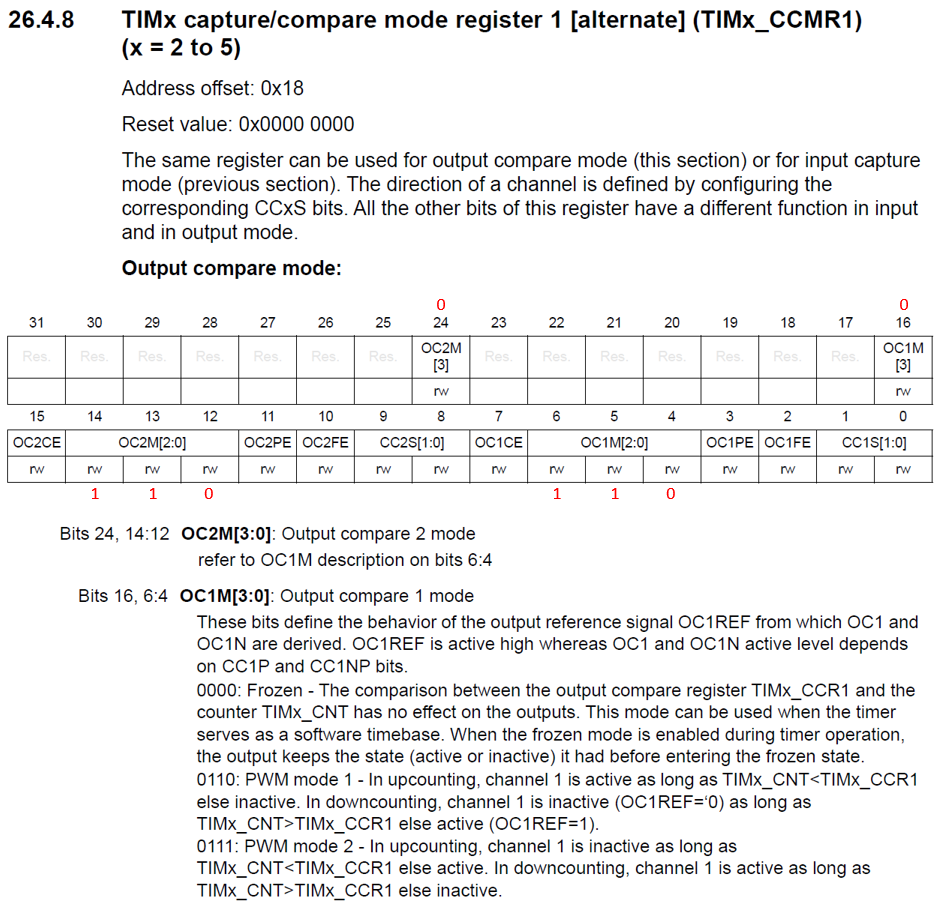 26.4.8 TIMx capture/compare mode register 1 [alternate] (TIMx_CCMR1)
(x = 2 to 5)
Address offset: 0x18
Reset value: 0x0000 0000
The same register can be used for output compare mode (this section) or for input capture
mode (previous section). The direction of a channel is defined by configuring the
corresponding CCxS bits. All the other bits of this register have a different function in input
and in output mode.
Output compare mode:
0 0
31 30 29 28 27 26 25 24 23 22 21 20 19 18 17 16
Res. Res. Res. Res. Res. Res. Res. OC2M [3] Res. Res. Res. Res. Res. Res. Res. OC1M [3]
rw rw
15 14 13 12 11 10 9 8 7 6 5 4 3 2 1 0
OC2CE OC2M[2:0] OC2PE OC2FE CC2S[1:0] OC1CE OC1M[2:0] OC1PE OC1FE CC1S[1:0]
rw rw rw rw rw rw rw rw rw rw rw rw rw rw rw rw
1 1 0 1 1 0
Bits 24, 14:12 OC2M[3:0]: Output compare 2 mode
refer to OC1M description on bits 6:4
Bits 16, 6:4 OC1M[3:0]: Output compare 1 mode
These bits define the behavior of the output reference signal OC1REF from which OC1 and
OC1N are derived. OC1REF is active high whereas OC1 and OC1N active level depends
on CC1P and CC1NP bits.
0000: Frozen - The comparison between the output compare register TIMx_CCR1 and the
counter TIMx_CNT has no effect on the outputs. This mode can be used when the timer
serves as a software timebase. When the frozen mode is enabled during timer operation,
the output keeps the state (active or inactive) it had before entering the frozen state.
0110: PWM mode 1 - In upcounting, channel 1 is active as long as TIMx_CNT<TIMx_CCR1
else inactive. In downcounting, channel 1 is inactive (OC1REF=‘0) as long as
TIMx_CNT>TIMx_CCR1 else active (OC1REF=1).
0111: PWM mode 2 - In upcounting, channel 1 is inactive as long as
TIMx_CNT<TIMx_CCR1 else active. In downcounting, channel 1 is active as long as
TIMx_CNT>TIMx_CCR1 else inactive.